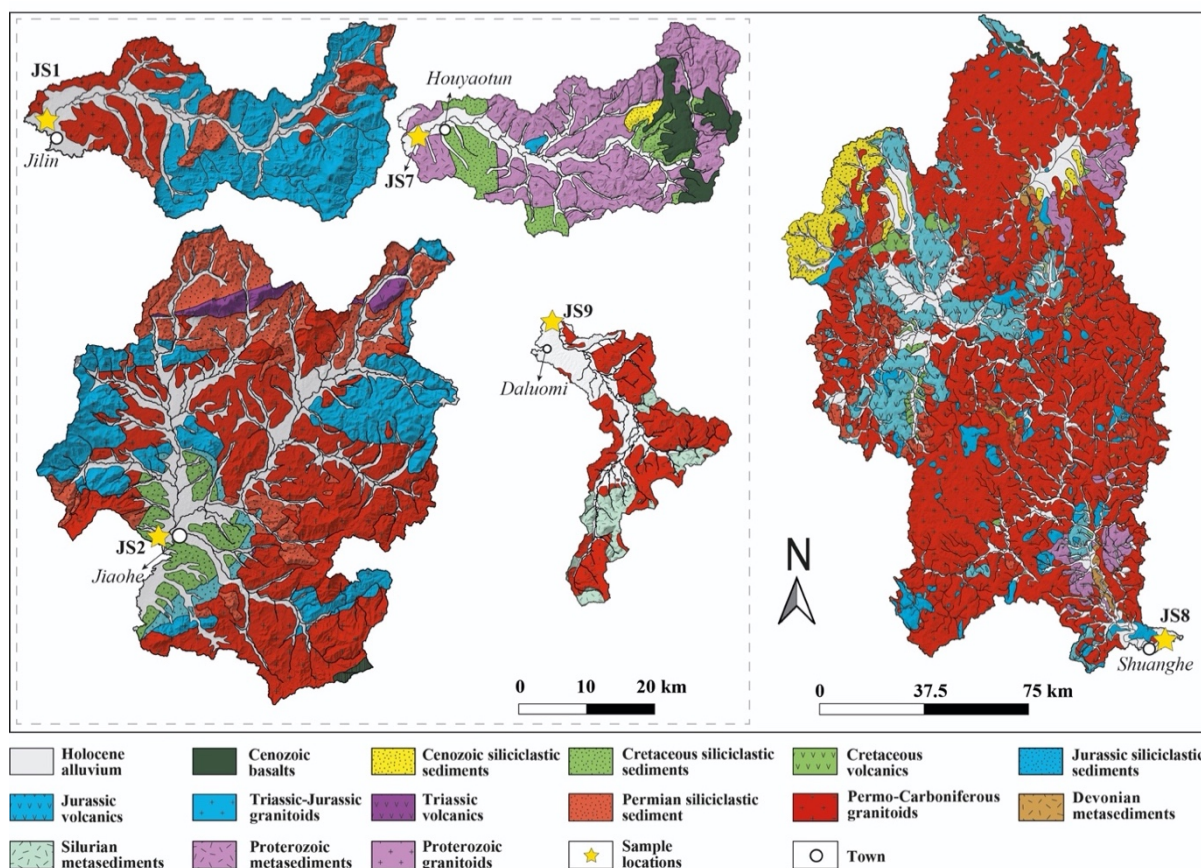 JS1
Jilin
Houyaotun
JS7
JS2
Jiaohe
JS9
Daluomi
0 10 20 km
N
JS8
Shuanghe
0 37.5 75 km
Holocene
alluvium
Cenozoic
basalts
Cenozoic siliciclastic
sediments
Cretaceous siliciclastic
sediments
Cretaceous
volcanics
Jurassic siliciclastic
sediments
Jurassic
volcanics
Triassic-Jurassic
granitoids
Triassic
volcanics
Permian siliciclastic
sediment
Permo-Carboniferous
granitoids
Devonian
metasediments
Silurian
metasediments
Proterozoic
metasediments
Proterozoic
granitoids
Sample
locations
Town